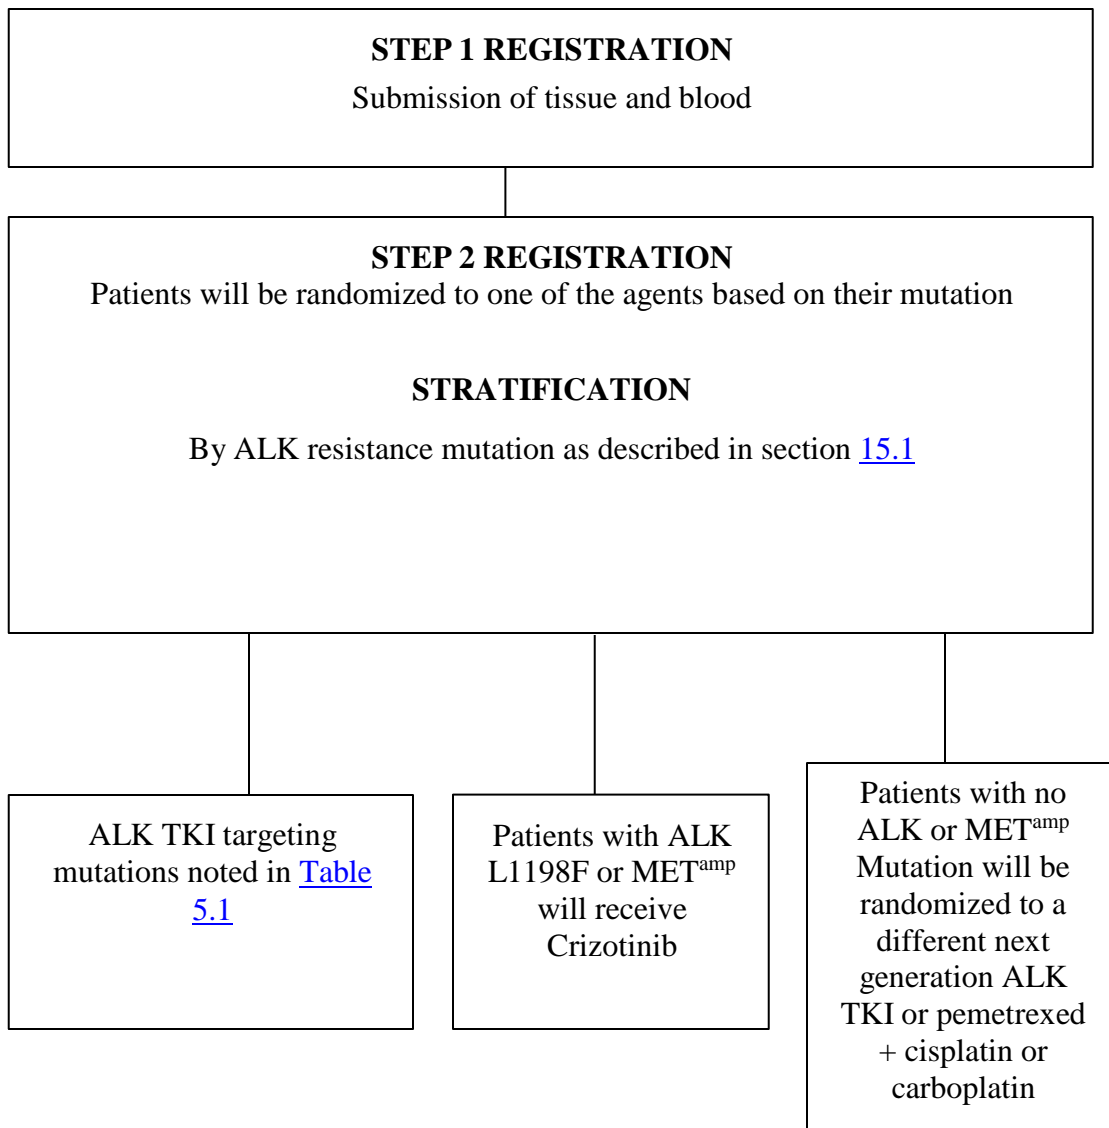 STEP 1 REGISTRATION
Submission of tissue and blood
STEP 2 REGISTRATION
Patients will be randomized to one of the agents based on their mutation
STRATIFICATION
By ALK resistance mutation as described in section 15.1
ALK TKI targeting
mutations noted in Table
5.1
Patients with ALK
L1198F or METamp
will receive
Crizotinib
Patients with no
ALK or METamp
Mutation will be
randomized to a
different next
generation ALK
TKI or pemetrexed
+ cisplatin or
carboplatin